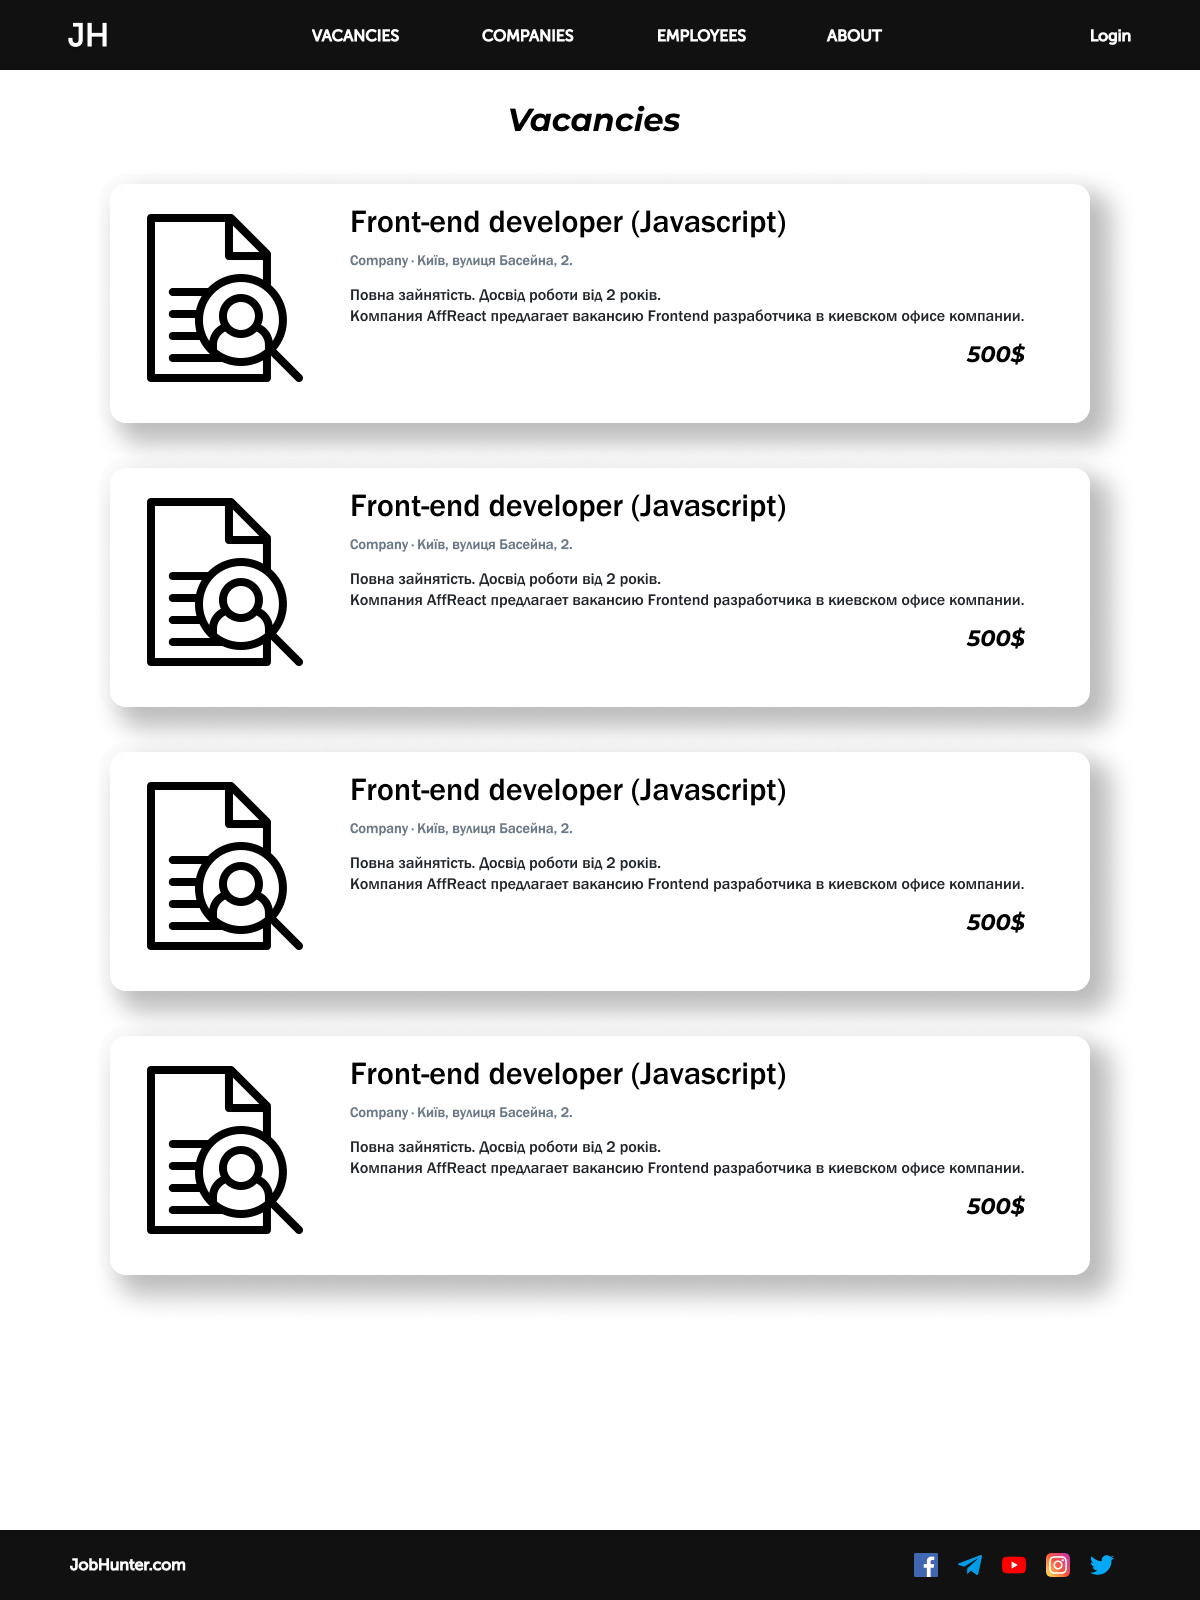 JH
VACANCIES COMPANIES EMPLOYEES ABOUT Login
Vacancies
Front-end developer (Javascript)
Company · Київ, вулиця Басейна, 2.
Повна зайнятість. Досвід роботи від 2 років.
Компания AffReact предлагает вакансию Frontend разработчика в киевском офисе компании.
500$
Front-end developer (Javascript)
Company · Київ, вулиця Басейна, 2.
Повна зайнятість. Досвід роботи від 2 років.
Компания AffReact предлагает вакансию Frontend разработчика в киевском офисе компании.
500$
Front-end developer (Javascript)
Company · Київ, вулиця Басейна, 2.
Повна зайнятість. Досвід роботи від 2 років.
Компания AffReact предлагает вакансию Frontend разработчика в киевском офисе компании.
500$
Front-end developer (Javascript)
Company · Київ, вулиця Басейна, 2.
Повна зайнятість. Досвід роботи від 2 років.
Компания AffReact предлагает вакансию Frontend разработчика в киевском офисе компании.
500$
JobHunter.com